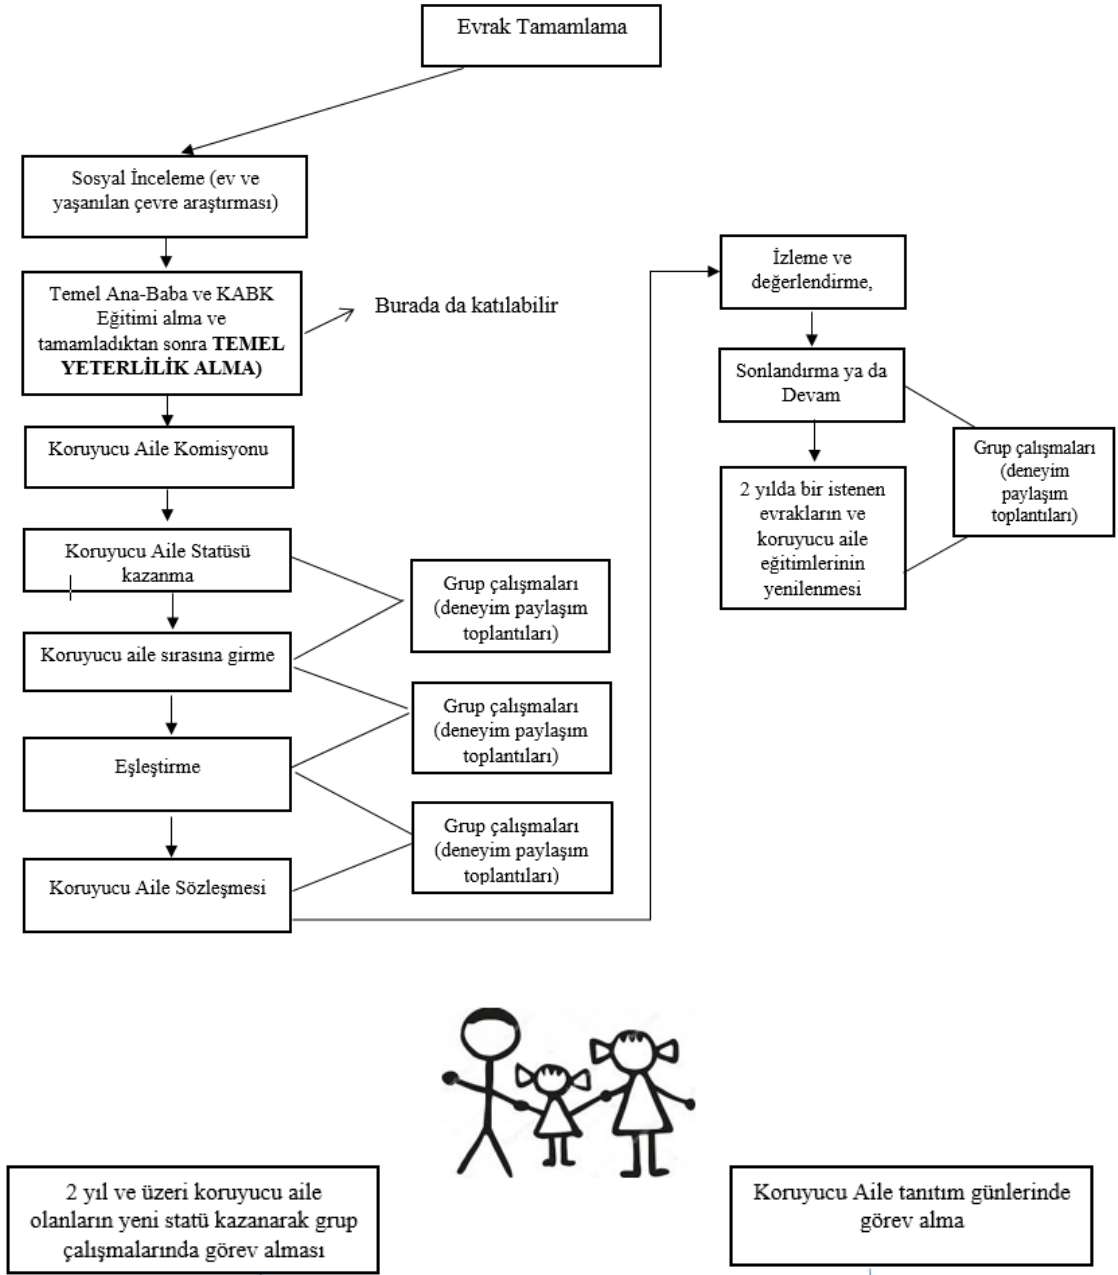 Evrak Tamamlama
Sosyal İnceleme (ev ve
yaşanılan çevre araştırması)
Temel Ana-Baba ve KABK
Eğitimi alma ve
tamamladıktan sonra TEMEL
YETERLİLİK ALMA)
Burada da katılabilir
Koruyucu Aile Komisyonu
Koruyucu Aile Statüsü
kazanma
Grup çalışmaları
(deneyim paylaşım
toplantıları)
Koruyucu aile sırasına girme
Grup çalışmaları
(deneyim paylaşım
toplantıları)
Eşleştirme
Grup çalışmaları
(deneyim paylaşım
toplantıları)
Koruyucu Aile Sözleşmesi
İzleme ve
değerlendirme,
Sonlandırma ya da
Devam
Grup çalışmaları
(deneyim
paylaşım
toplantıları)
2 yılda bir istenen
evrakların ve
koruyucu aile
eğitimlerinin
yenilenmesi
2 yıl ve üzeri koruyucu aile
olanların yeni statü kazanarak grup
çalışmalarında görev alması
Koruyucu Aile tanıtım günlerinde
görev alma